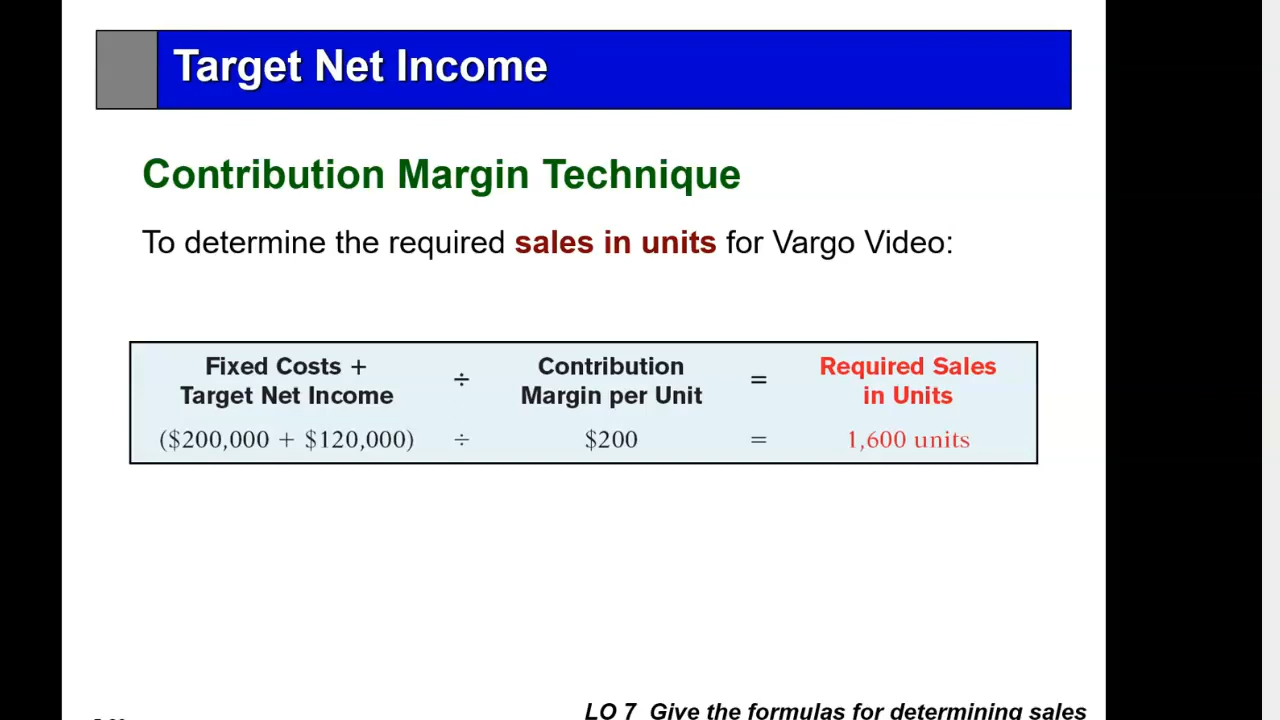 Target Net Income
Contribution Margin Technique
To determine the required sales in units for Vargo Video:
Fixed Costs + Contribution Required Sales
Target Net Income ÷ Margin per Unit = in Units
($200,000 + $120,000) ÷ $200 = 1,600 units
LO 7 Give the formulas for determining sales